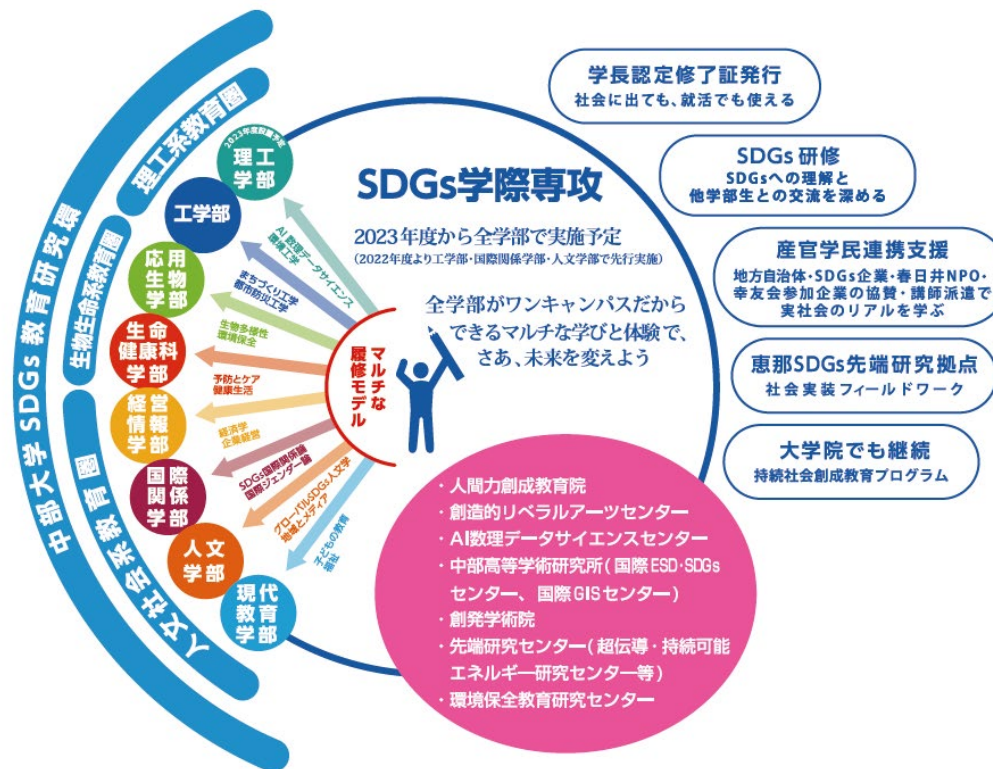 中部大学 SDGs 教育研究環
理工系教育圏
生物生命系教育圏
人文社会系教育圏
2023年度設置予定
理工
学部
工学部
応用
生物
学部
生命
健康科
学部
経営
情報
学部
国際
関係
学部
人文
学部
現代
教育
学部
AI 数理データサイエンス
環境工学
まちづくり工学
都市防災工学
生物多様性
環境保全
予防とケア
健康生活
経済学
企業経営
SDGs国際関係論
国際ジェンダー論
グローバルSDGs人文学
地域とメディア
子どもの教育
福祉
マルチな
履修モデル
SDGs学際専攻
2023年度から全学部で実施予定
(2022年度より工学部・国際関係学部・人文学部で先行実施)
全学部がワンキャンパスだから
できるマルチな学びと体験で、
さあ、未来を変えよう
・人間力創成教育院
・創造的リベラルアーツセンター
・AI数理データサイエンスセンター
・中部高等学術研究所(国際ESD・SDGs
センター、国際GISセンター)
・創発学術院
・先端研究センター(超伝導・持続可能
エネルギー研究センター等)
・環境保全教育研究センター
学長認定修了証発行
社会に出ても、就活でも使える
SDGs 研修
SDGsへの理解と
他学部生との交流を深める
産官学民連携支援
地方自治体・SDGs企業・春日井NPO・
幸友会参加企業の協賛・講師派遣で
実社会のリアルを学ぶ
恵那SDGs先端研究拠点
社会実装フィールドワーク
大学院でも継続
持続社会創成教育プログラム